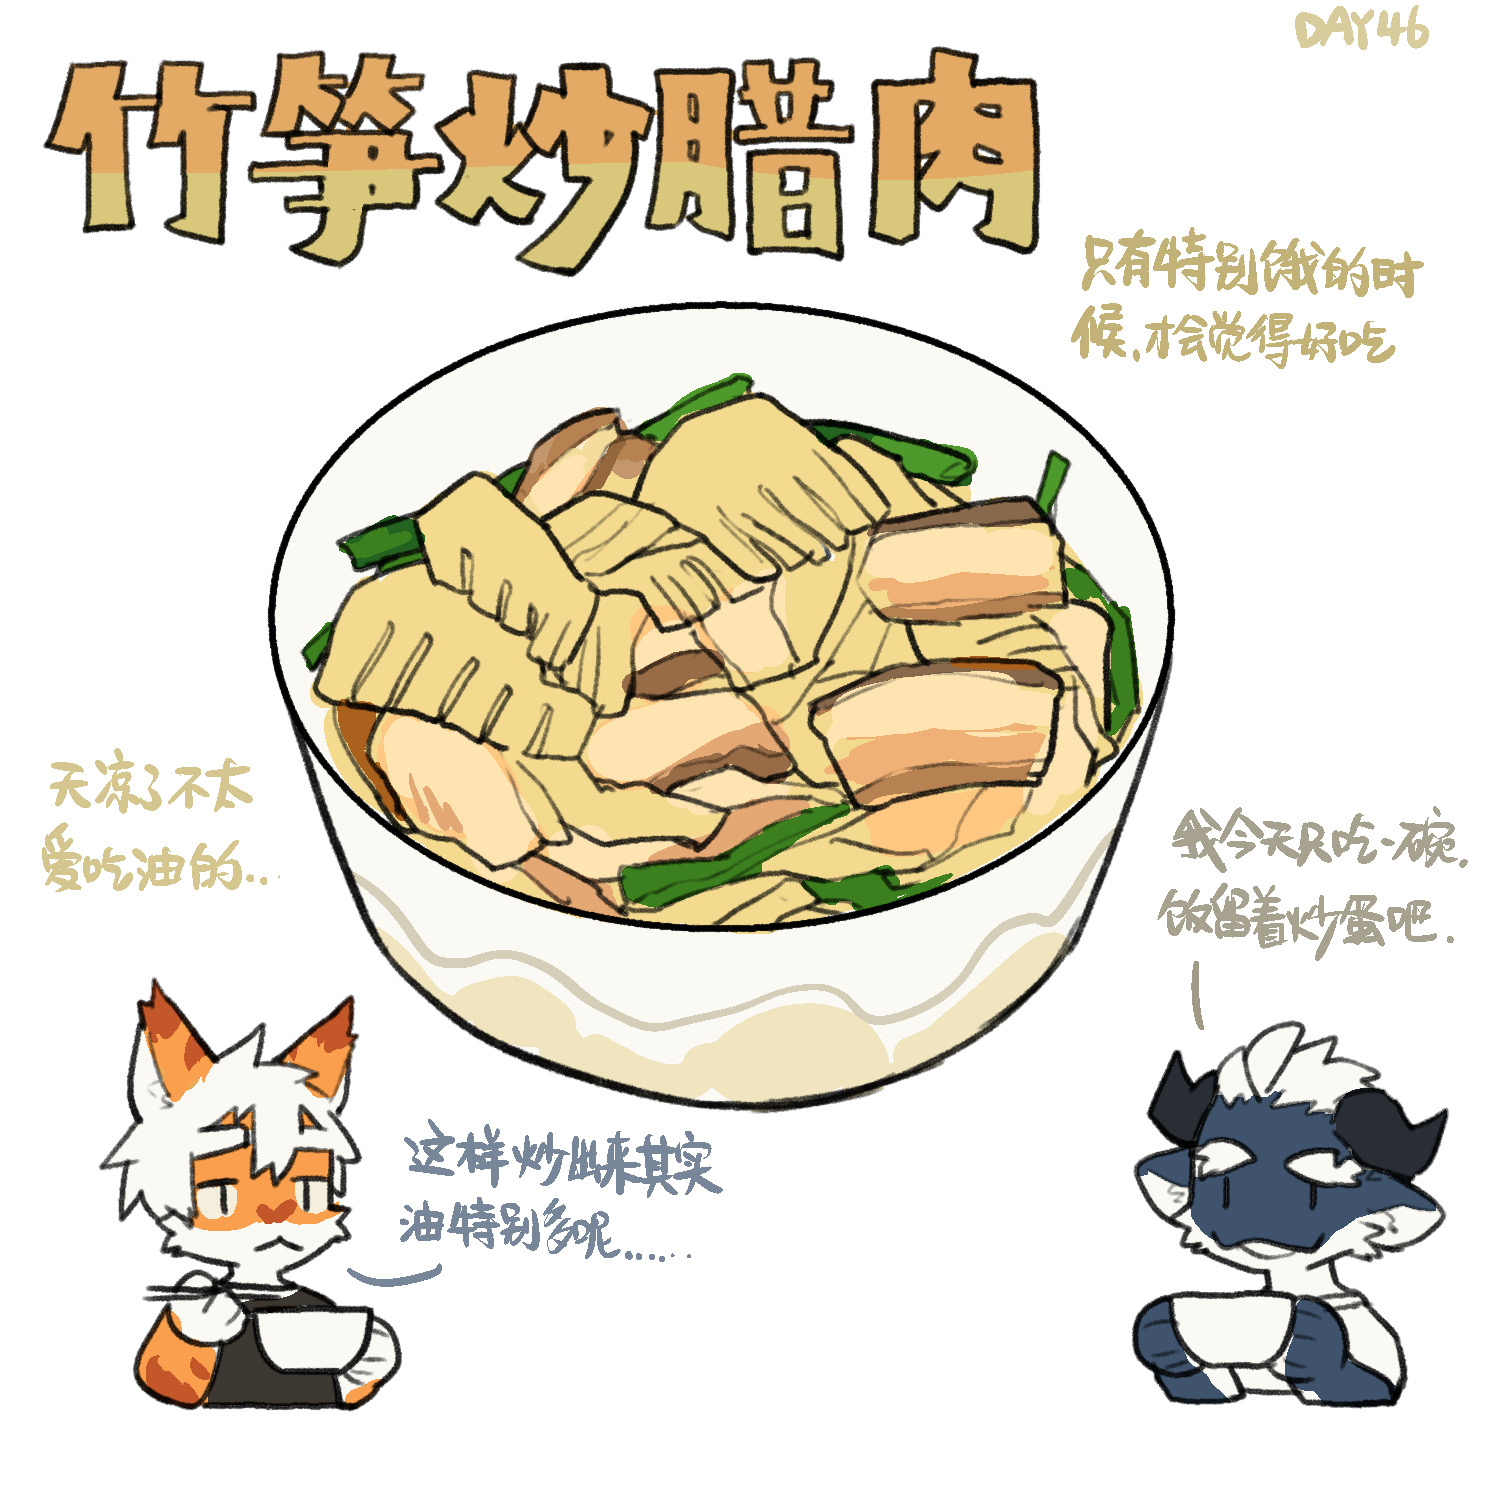 DAY46
竹笋炒腊肉
只有特别饿的时
候,才会觉得好吃
天凉了不太
爱吃油的...
我今天只吃一碗,
饭留着炒蛋吧.
这样炒出来其实
油特别多呢......